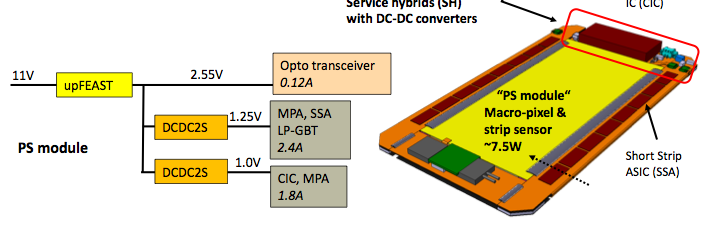 Service hybrids (SH)
with DC-DC converters
IC (CIC)
11V
upFEAST
2.55V
Opto transceiver
0.12A
DCDC2S
1.25V
MPA, SSA
LP-GBT
2.4A
PS module
DCDC2S
1.0V
CIC, MPA
1.8A
“PS module“
Macro-pixel &
strip sensor
~7.5W
Short Strip
ASIC (SSA)